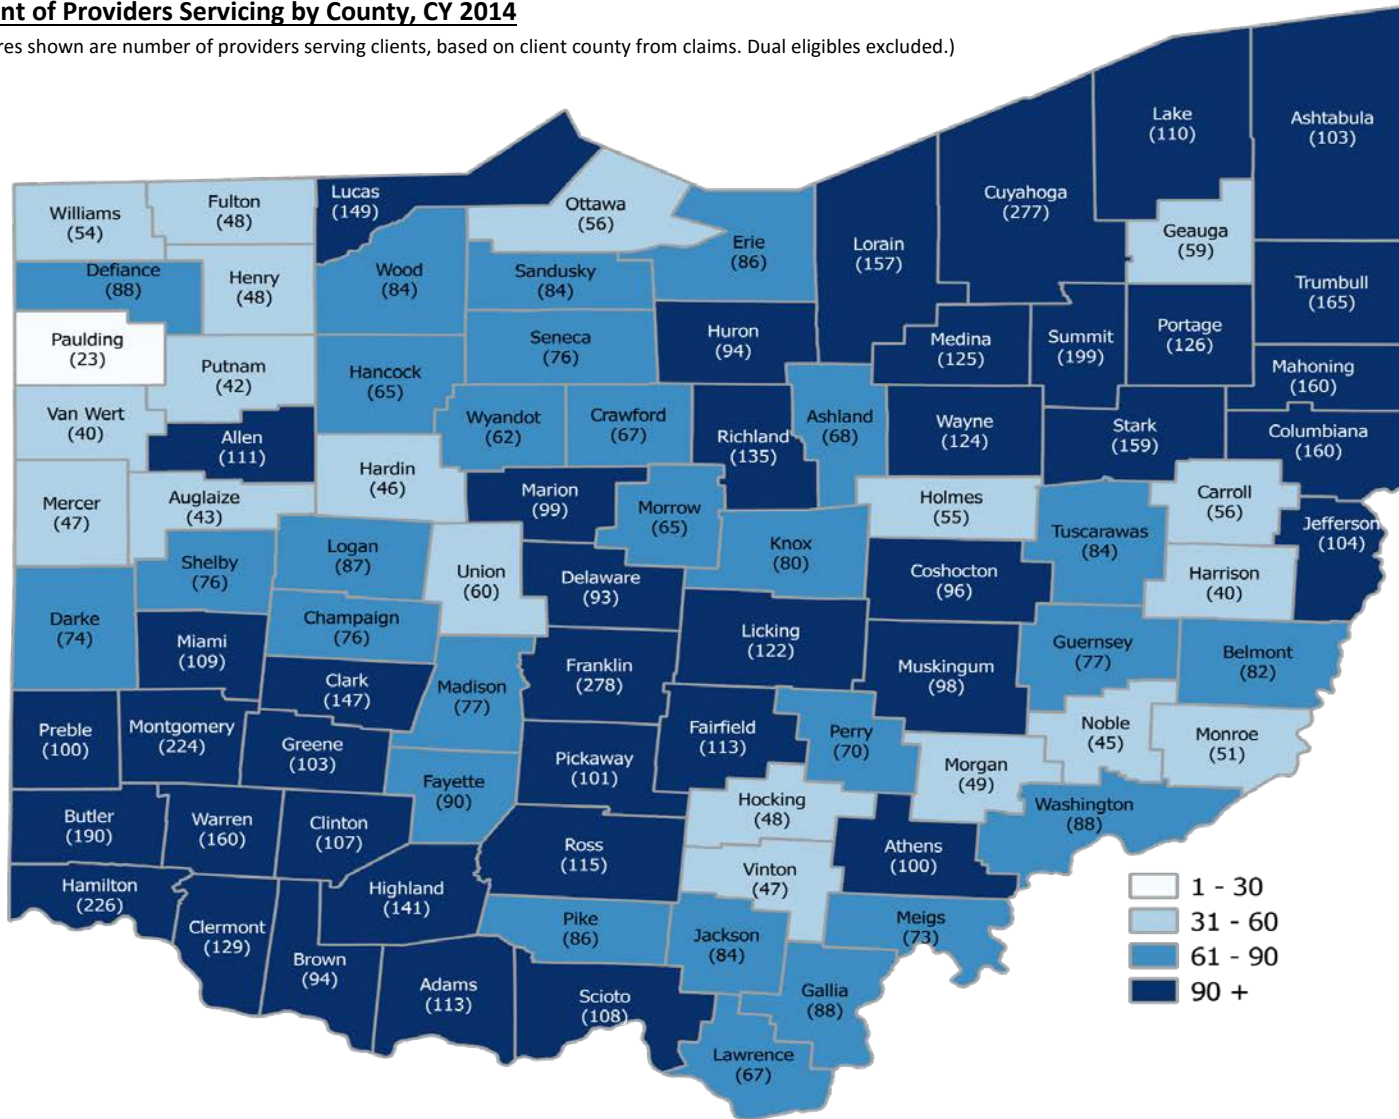 nt of Providers Servicing by County, CY 2014
res shown are number of providers serving clients, based on client county from claims. Dual eligibles excluded.)
Lake
(110)
Ashtabula
(103)
Williams
(54)
Fulton
(48)
Lucas
(149)
Ottawa
(56)
Cuyahoga
(277)
Geauga
(59)
Erie
(86)
Lorain
(157)
Defiance
(88)
Henry
(48)
Wood
(84)
Sandusky
(84)
Trumbull
(165)
Paulding
(23)
Putnam
(42)
Hancock
(65)
Seneca
(76)
Huron
(94)
Medina
(125)
Summit
(199)
Portage
(126)
Mahoning
(160)
Van Wert
(40)
Allen
(111)
Wyandot
(62)
Crawford
(67)
Richland
(135)
Ashland
(68)
Wayne
(124)
Stark
(159)
Columbiana
(160)
Mercer
(47)
Auglaize
(43)
Hardin
(46)
Marion
(99)
Morrow
(65)
Holmes
(55)
Carroll
(56)
Jefferson
(104)
Shelby
(76)
Logan
(87)
Union
(60)
Delaware
(93)
Knox
(80)
Coshocton
(96)
Tuscarawas
(84)
Harrison
(40)
Darke
(74)
Miami
(109)
Champaign
(76)
Licking
(122)
Guernsey
(77)
Belmont
(82)
Clark
(147)
Madison
(77)
Franklin
(278)
Muskingum
(98)
Preble
(100)
Montgomery
(224)
Greene
(103)
Fairfield
(113)
Perry
(70)
Noble
(45)
Monroe
(51)
Fayette
(90)
Pickaway
(101)
Morgan
(49)
Butler
(190)
Warren
(160)
Clinton
(107)
Hocking
(48)
Washington
(88)
Ross
(115)
Athens
(100)
Hamilton
(226)
Highland
(141)
Vinton
(47)
Clermont
(129)
Pike
(86)
Jackson
(84)
Meigs
(73)
Brown
(94)
Adams
(113)
Scioto
(108)
Gallia
(88)
Lawrence
(67)
1 - 30
31 - 60
61 - 90
90 +